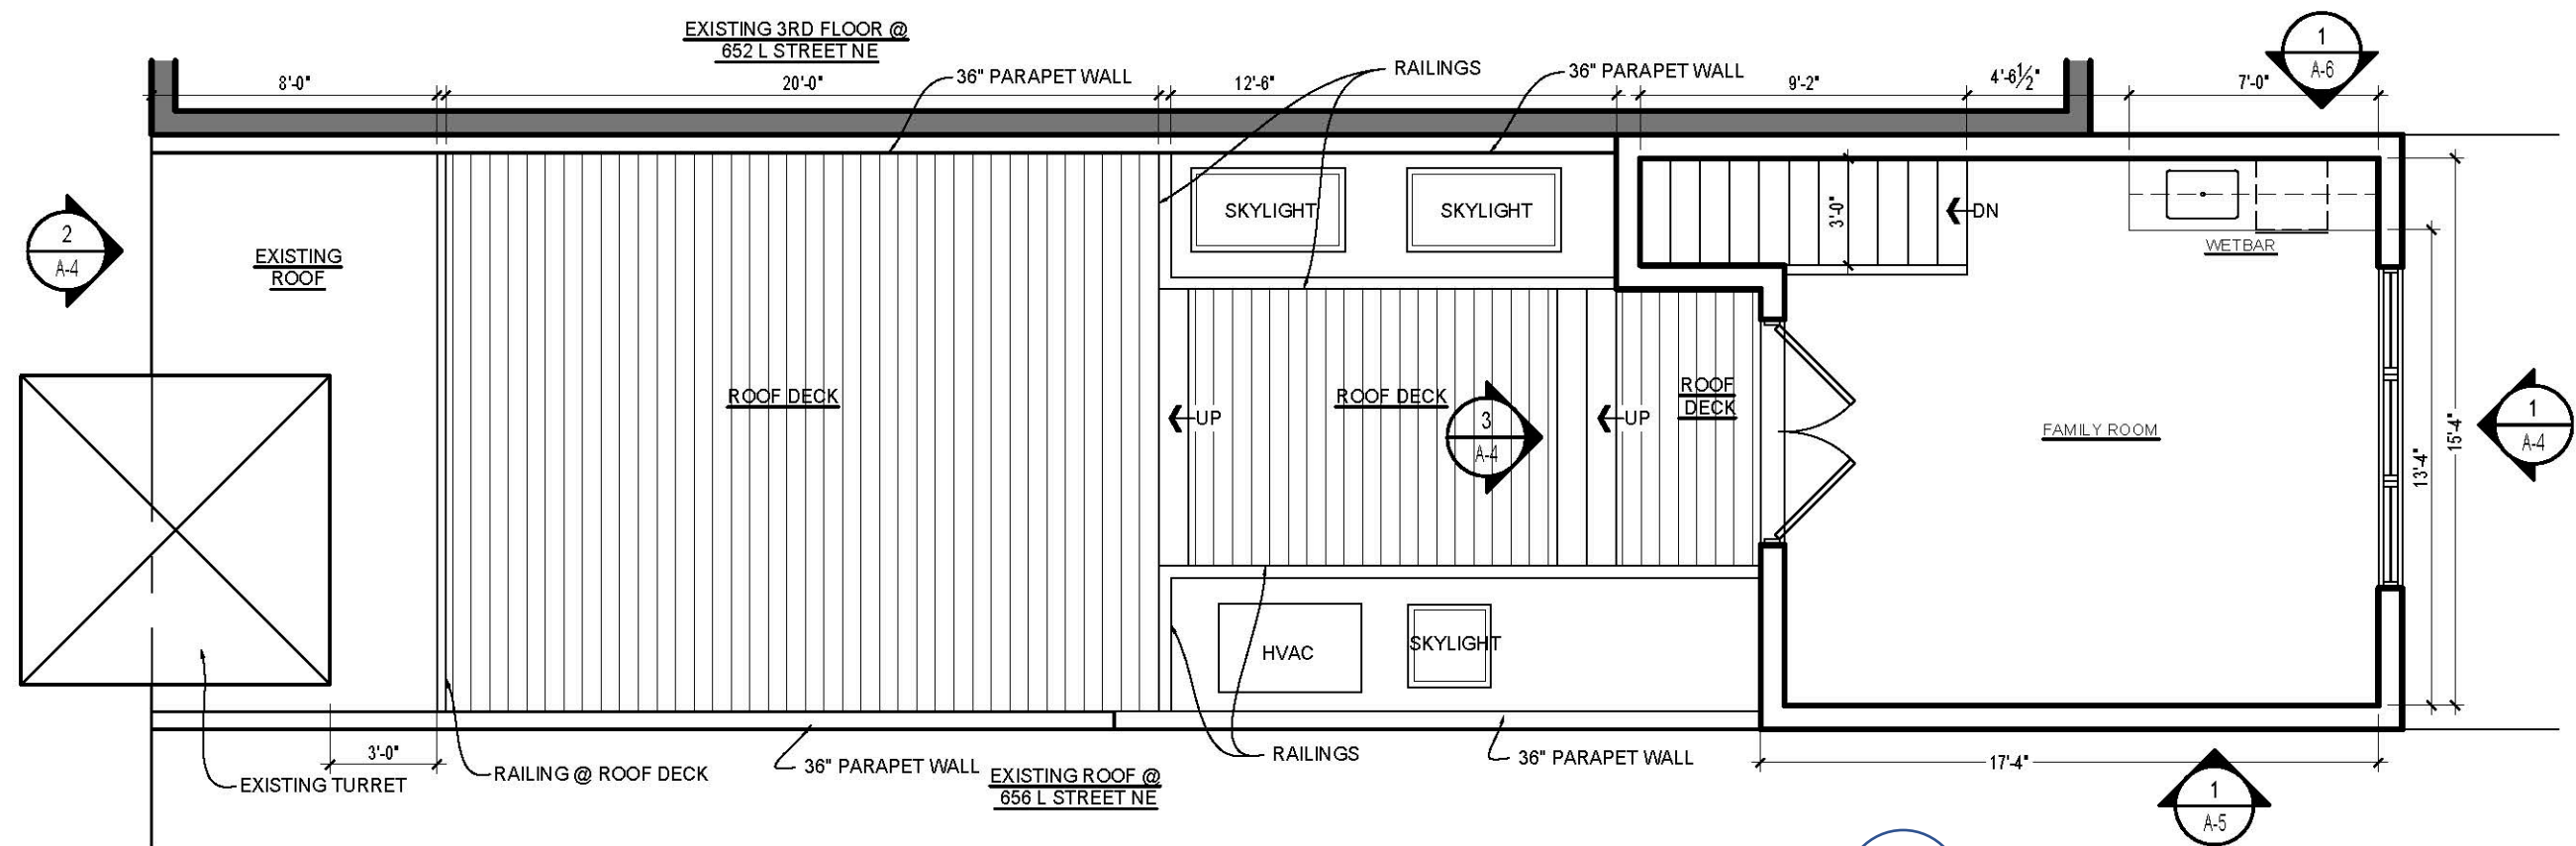 EXISTING 3RD FLOOR @
652 L STREET NE
1
A-6
8'-0"
20'-0"
36" PARAPET WALL
12'-6"
RAILINGS
36" PARAPET WALL
9'-2"
4'-6½"
7'-0"
2
A-4
EXISTING
ROOF
SKYLIGHT
SKYLIGHT
3'-0"
DN
WETBAR
ROOF DECK
UP
ROOF DECK
3
A-4
UP
ROOF
DECK
FAMILY ROOM
13'-4"
15'-4"
1
A-4
HVAC
SKYLIGHT
3'-0"
EXISTING TURRET
RAILING @ ROOF DECK
36" PARAPET WALL
EXISTING ROOF @
656 L STREET NE
RAILINGS
36" PARAPET WALL
17'-4"
1
A-5